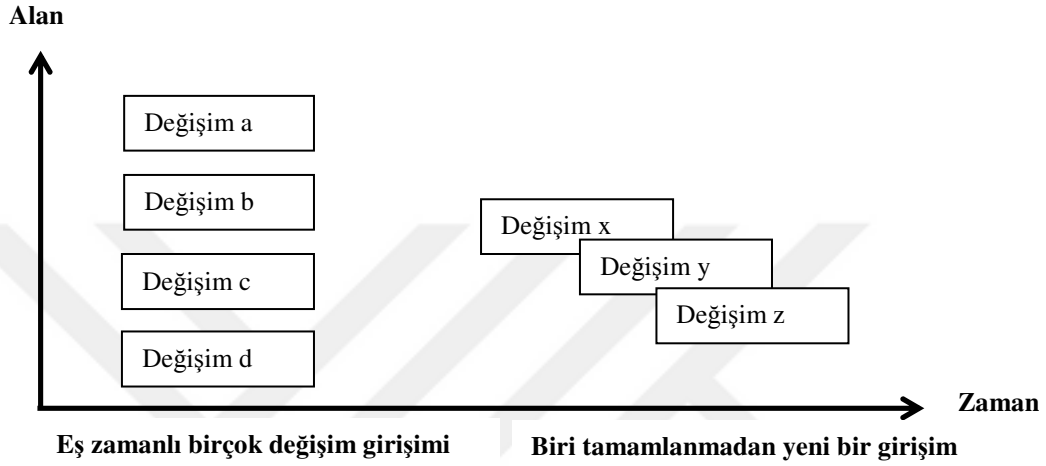 Alan
Değişim a
Değişim b
Değişim c
Değişim d
Değişim x
Değişim y
Değişim z
Zaman
Eş zamanlı birçok değişim girişimi
Biri tamamlanmadan yeni bir girişim